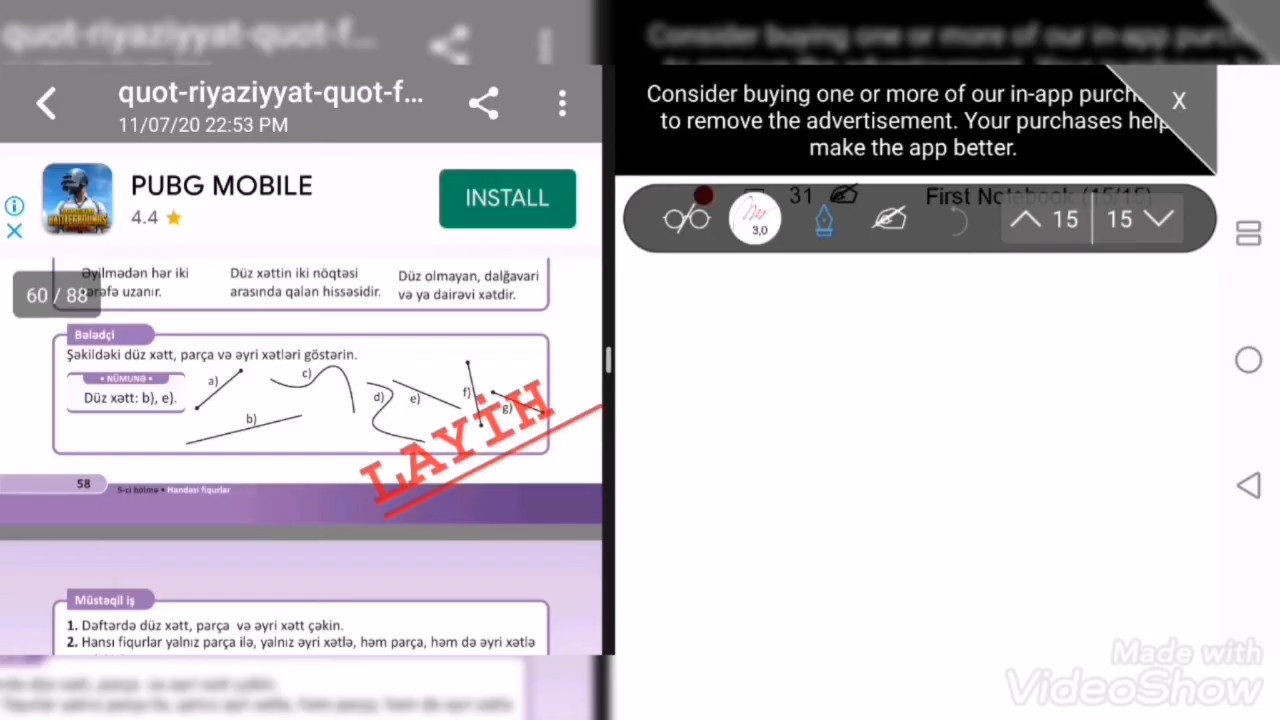 quot-riyaziyyat-quot-f...
11/07/20 22:53 PM
PUBG MOBILE
4.4
INSTALL
Əyilmədən hər iki
tərəfə uzanır.
Düz xəttin iki nöqtəsi
arasında qalan hissəsidir.
Düz olmayan, dalğavari
və ya dairəvi xətdir.
60 / 88
Bələdçi
Şəkildəki düz xətt, parça və əyri xətləri göstərin.
• NÜMUNƏ •
Düz xətt: b), e).
a)
b)
c)
d)
e)
f)
g)
LAYİH
58
5-ci bölmə • Həndəsi fiqurlar
Müstəqil iş
1. Dəftərdə düz xətt, parça və əyri xətt çəkin.
2. Hansı fiqurlar yalnız parça ilə, yalnız əyri xətlə, həm parça, həm də əyri xətlə
Consider buying one or more of our in-app purch
to remove the advertisement. Your purchases help
make the app better.
X
31
First Notebook (15/15)
3,0
15
15
Made with
VideoShow